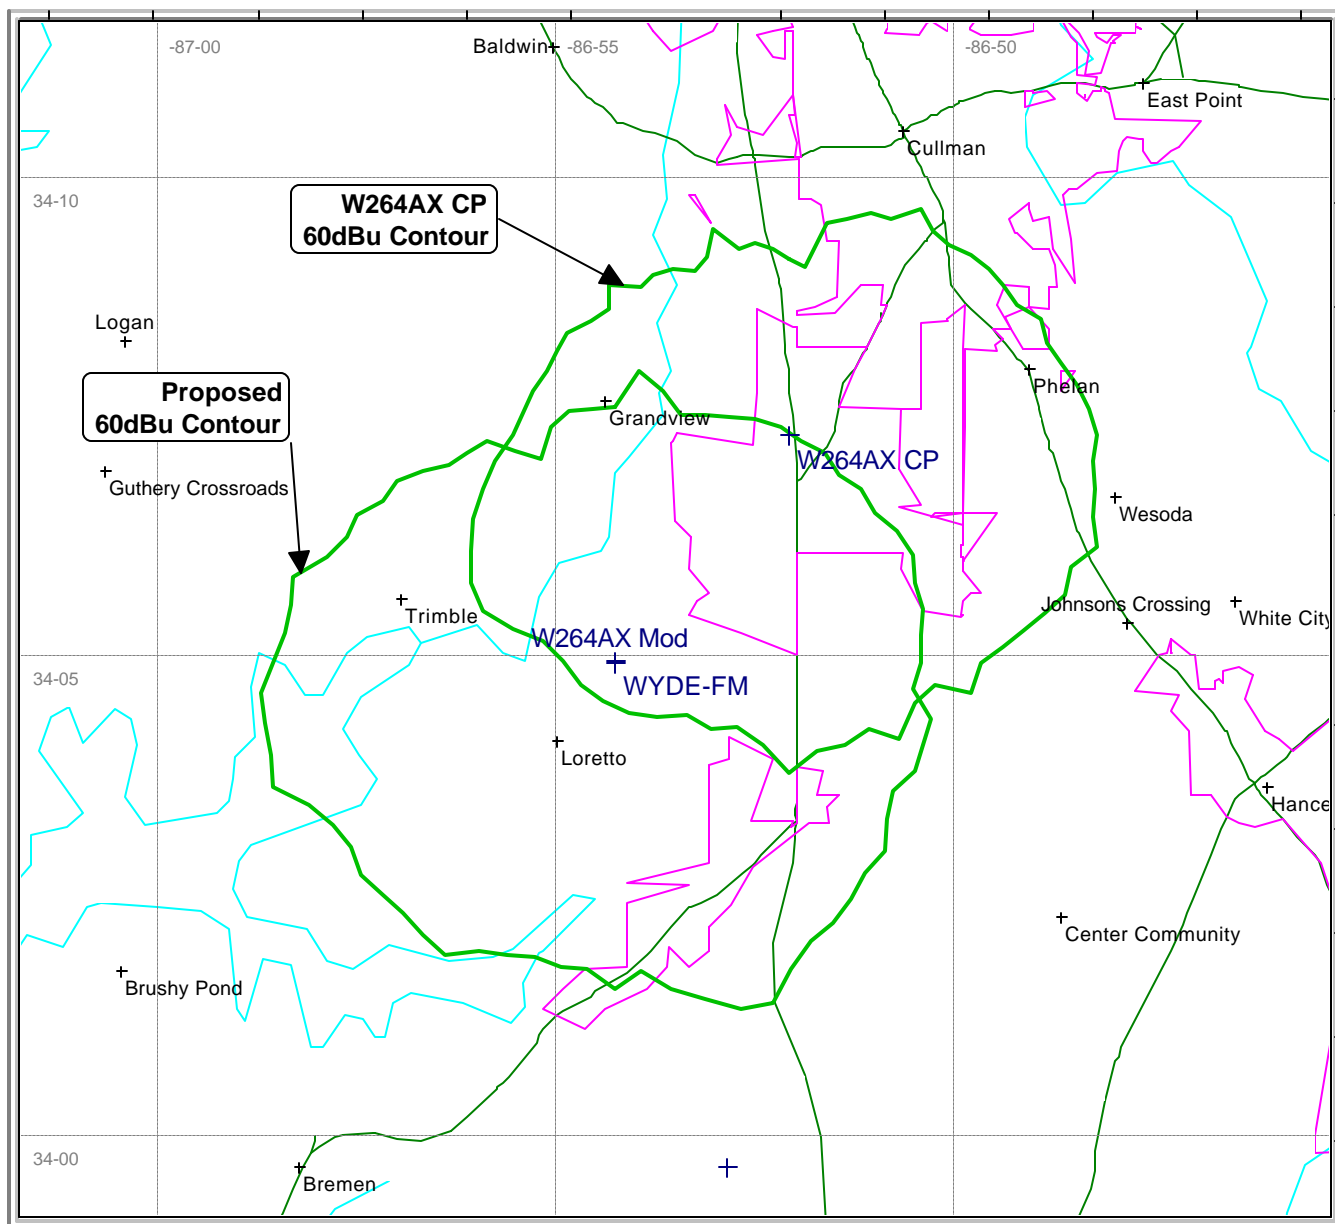 -87-00
Baldwin
-86-55
-86-50
East Point
Cullman
34-10
W264AX CP
60dBu Contour
Logan
Proposed
60dBu Contour
Phelan
Grandview
W264AX CP
Guthery Crossroads
Wesoda
Trimble
Johnsons Crossing
White City
W264AX Mod
34-05
WYDE-FM
Loretto
Hance
Center Community
Brushy Pond
34-00
Bremen